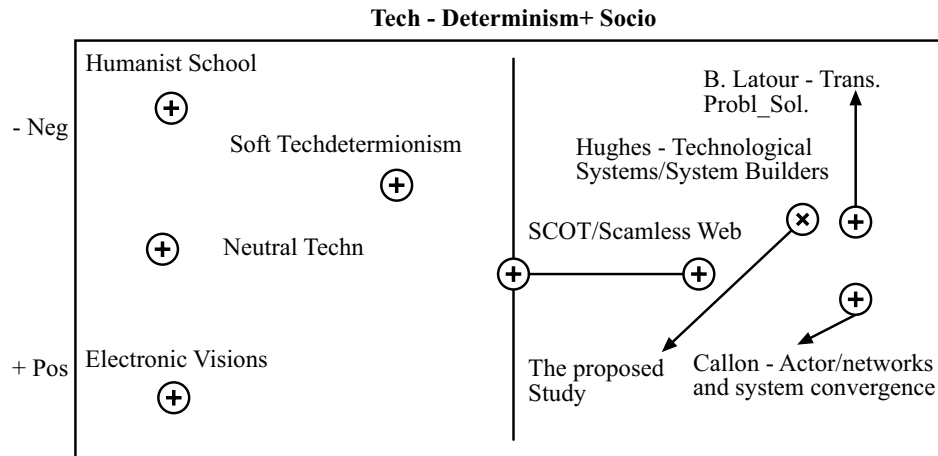 Tech - Determinism+ Socio
Humanist School
B. Latour - Trans.
Probl_Sol.
- Neg
Soft Techdetermionism
Hughes - Technological
Systems/System Builders
Neutral Techn
SCOT/Scamless Web
+ Pos
Electronic Visions
The proposed
Study
Callon - Actor/networks
and system convergence